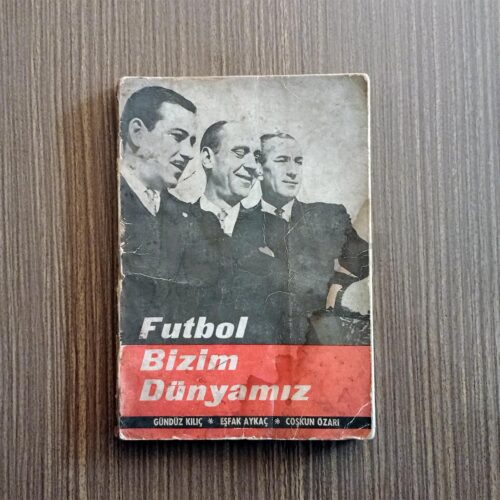 Futbol
Bizim
Dünyamız
GÜNDÜZ KILIÇ * EŞFAK AYKAÇ * COŞKUN ÖZARI